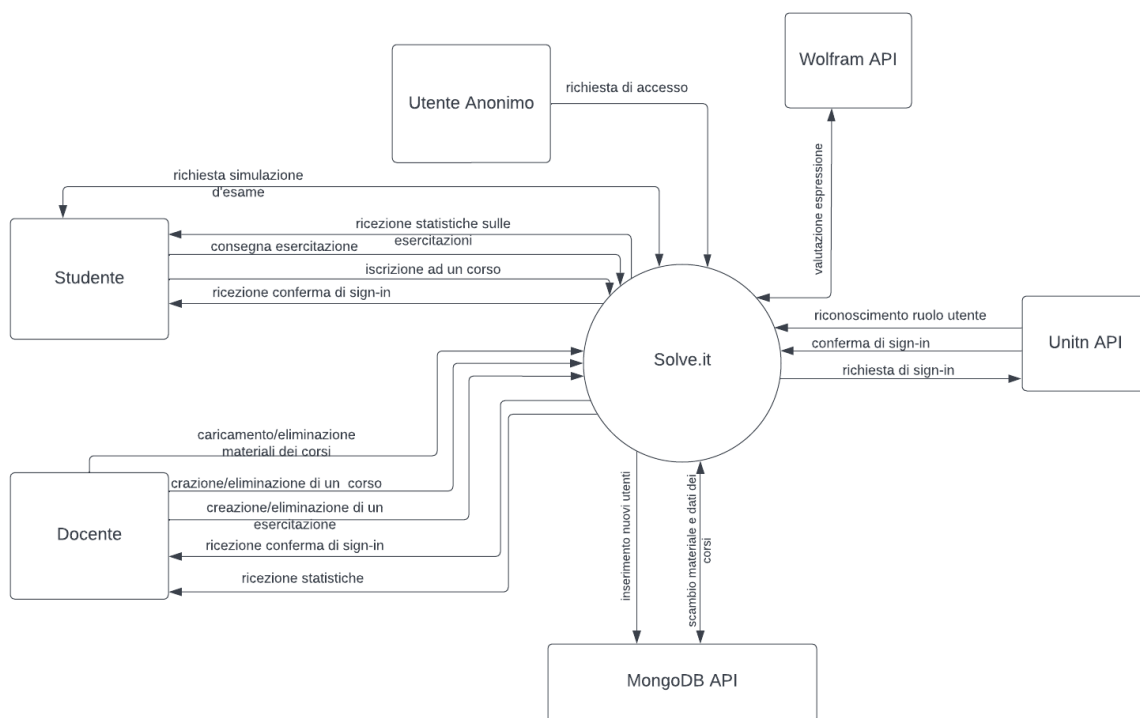 Wolfram API
Utente Anonimo
richiesta di accesso
valutazione espressione
richiesta simulazione
d'esame
Studente
ricezione statistiche sulle
esercitazioni
consegna esercitazione
iscrizione ad un corso
ricezione conferma di sign-in
Solve.it
riconoscimento ruolo utente
conferma di sign-in
richiesta di sign-in
Unitn API
caricamento/eliminazione
materiali dei corsi
Docente
crazione/eliminazione di un corso
creazione/eliminazione di un
esercitazione
ricezione conferma di sign-in
ricezione statistiche
inserimento nuovi utenti
scambio materiale e dati dei
corsi
MongoDB API